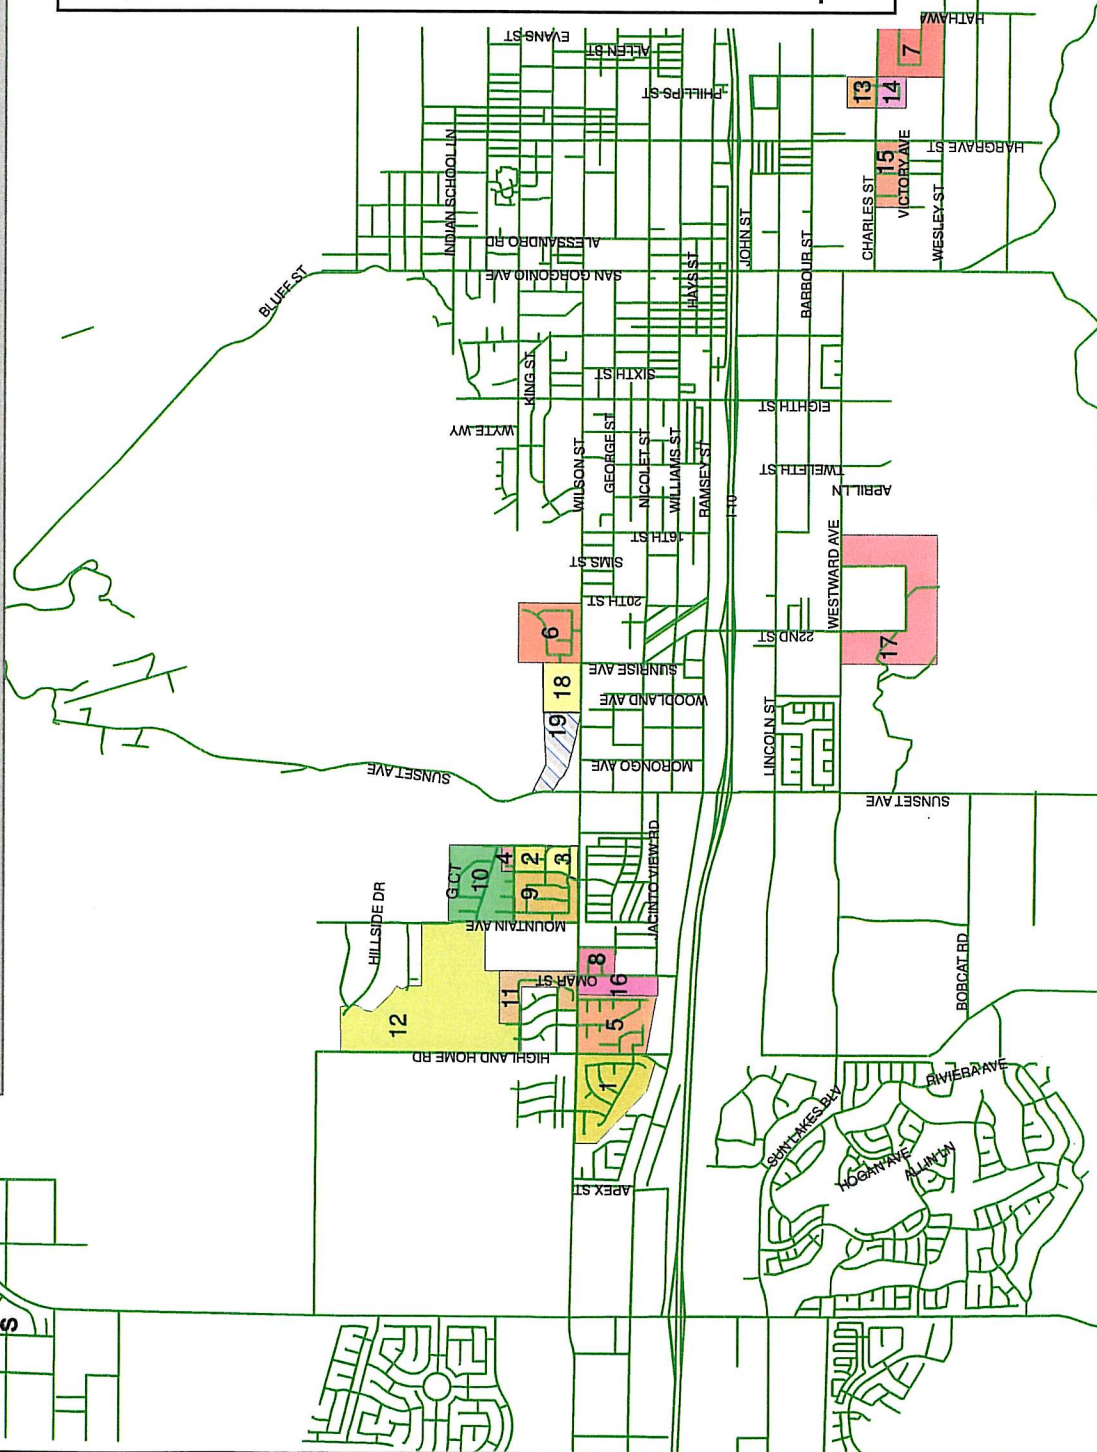 HATHAWA
EVANS ST
ALLEN ST
7
PHILLIPS ST
13
14
INDIAN SCHOOL LN
HARGRAVE ST
15
VICTORY AVE
CHARLES ST
WESLEY ST
ALESSANDRO RD
JOHN ST
SAN GORGONIO AVE
HAYS ST
BARBOUR ST
BLUFF ST
KING ST
SIXTH ST
EIGHTH ST
WYTE WY
WILSON ST
GEORGE ST
NICOLET ST
WILLIAMS ST
RAMSEY ST
TWELFTH ST
APRIL LN
I-10
16TH ST
SIMS ST
WESTWARD AVE
20TH ST
6
22ND ST
17
SUNRISE AVE
18
WOODLAND AVE
19
LINCOLN ST
MORONGO AVE
SUNSET AVE
SUNSET AVE
JACINTO VIEW RD
4
2
3
G CT
10
9
HILLSIDE DR
MOUNTAIN AVE
8
OMAR ST
16
11
BOBCAT RD
12
5
HIGHLAND HOME RD
1
RIVIERA AVE
SUN LAKES BLV
HOGAN AVE
ALLIN LN
APEX ST
S